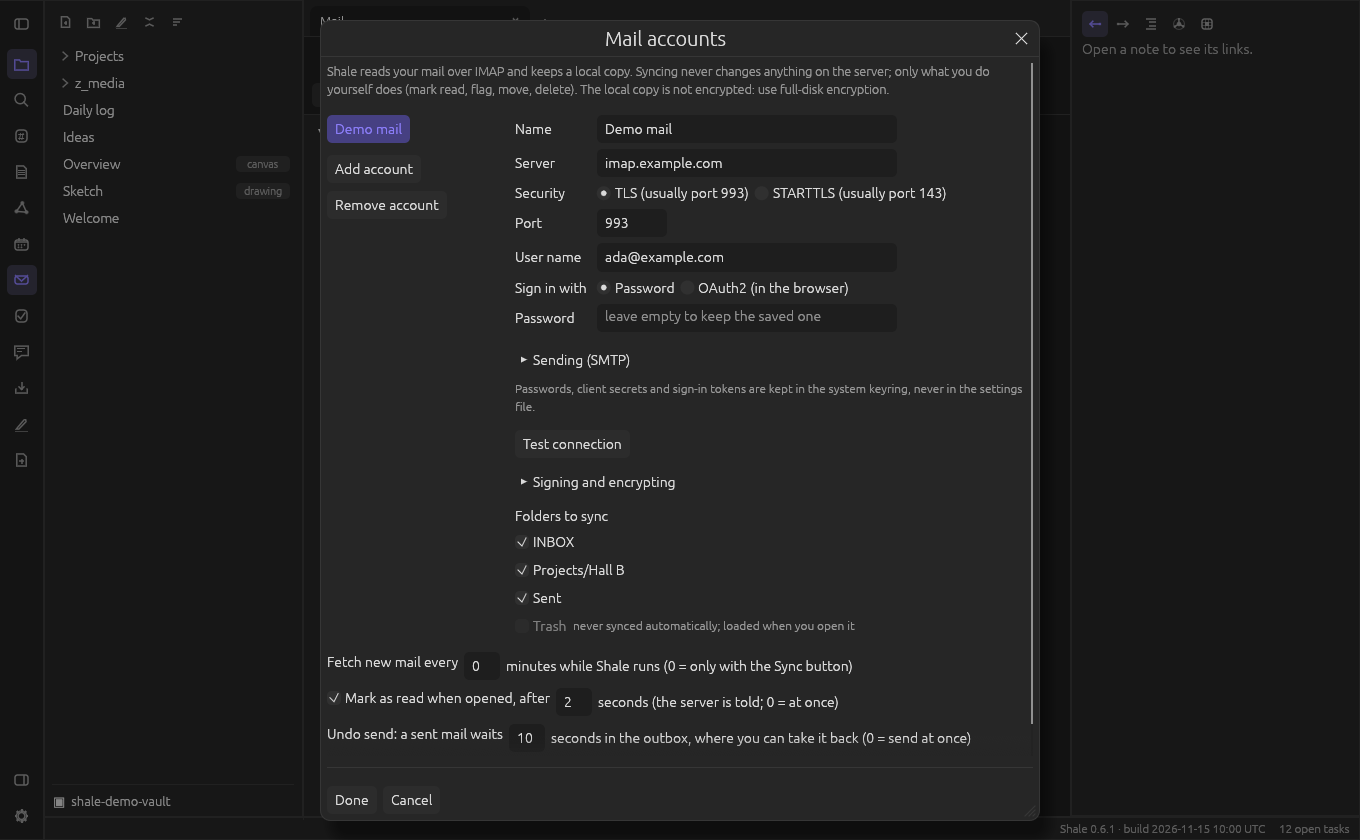 Mail
Mail accounts
Projects
z_media
Daily log
Ideas
Overview
canvas
Sketch
drawing
Welcome
shale-demo-vault
Shale reads your mail over IMAP and keeps a local copy. Syncing never changes anything on the server; only what you do
yourself does (mark read, flag, move, delete). The local copy is not encrypted: use full-disk encryption.
Demo mail
Add account
Remove account
Name
Demo mail
Server
imap.example.com
Security
TLS (usually port 993)
STARTTLS (usually port 143)
Port
993
User name
ada@example.com
Sign in with
Password
OAuth2 (in the browser)
Password
leave empty to keep the saved one
Sending (SMTP)
Passwords, client secrets and sign-in tokens are kept in the system keyring, never in the settings
file.
Test connection
Signing and encrypting
Folders to sync
INBOX
Projects/Hall B
Sent
Trash never synced automatically; loaded when you open it
Fetch new mail every 0 minutes while Shale runs (0 = only with the Sync button)
Mark as read when opened, after 2 seconds (the server is told; 0 = at once)
Undo send: a sent mail waits 10 seconds in the outbox, where you can take it back (0 = send at once)
Done
Cancel
Open a note to see its links.
Shale 0.6.1 · build 2026-11-15 10:00 UTC
12 open tasks